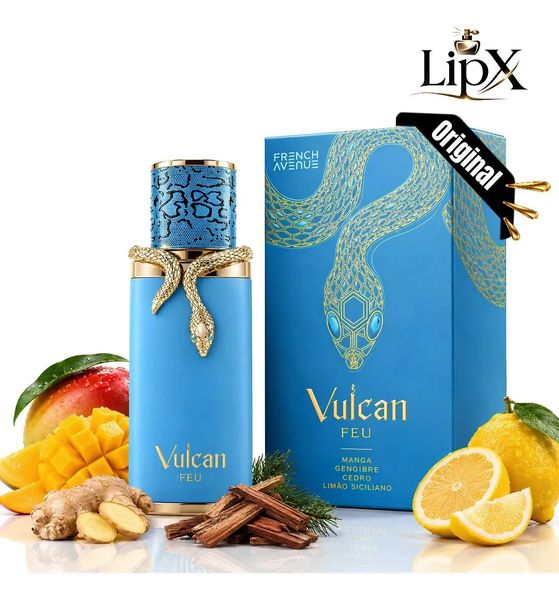 LipX
Original
FRENCH
AVENUE
Vulcan
FEU
MANGA
GENGIBRE
CEDRO
LIMÃO SICILIANO
Vulcan
FEU